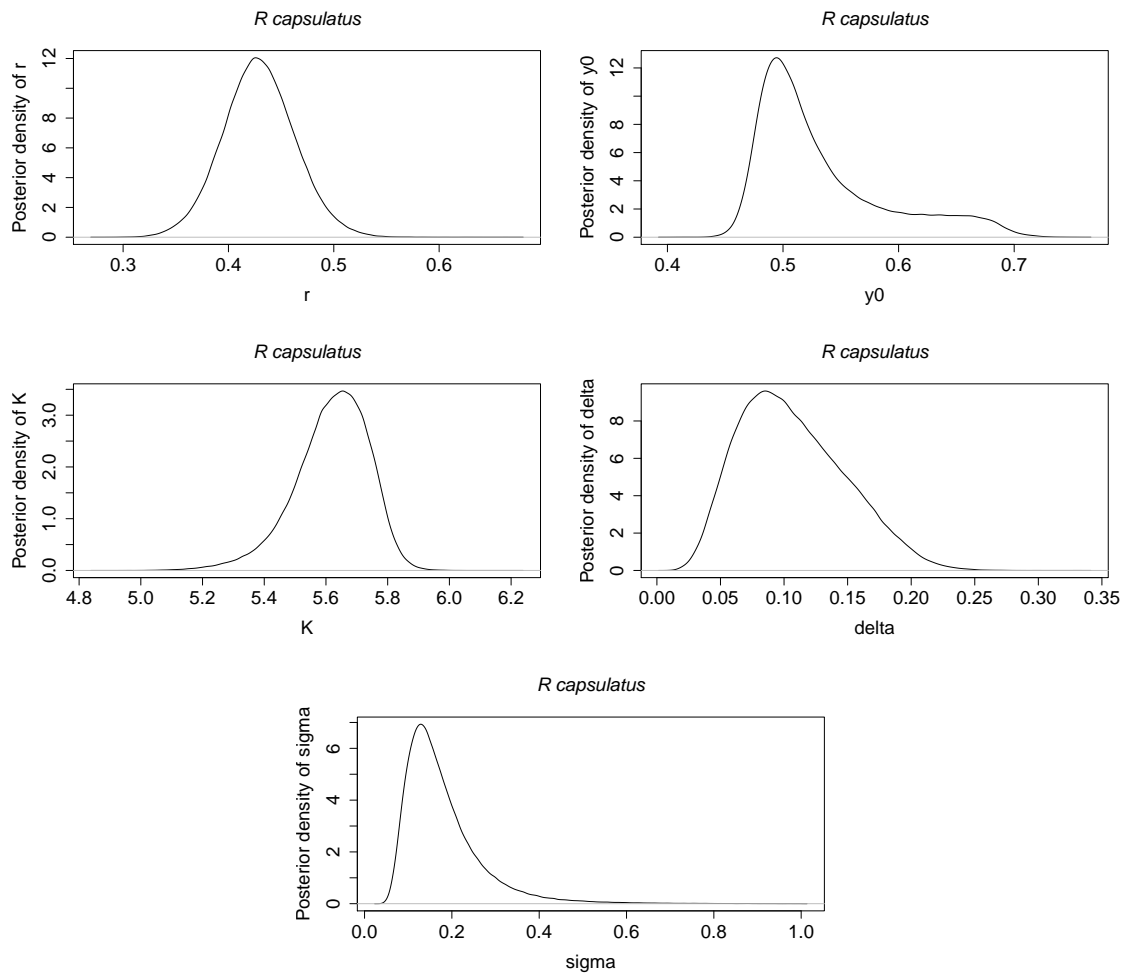 R capsulatus
Posterior density of r
0 2 4 6 8 12
0.3 0.4 0.5 0.6
r
R capsulatus
Posterior density of y0
0 2 4 6 8 12
0.4 0.5 0.6 0.7
y0
R capsulatus
Posterior density of K
0.0 1.0 2.0 3.0
4.8 5.0 5.2 5.4 5.6 5.8 6.0 6.2
K
R capsulatus
Posterior density of delta
0 2 4 6 8
0.00 0.05 0.10 0.15 0.20 0.25 0.30 0.35
delta
R capsulatus
Posterior density of sigma
0 2 4 6
0.0 0.2 0.4 0.6 0.8 1.0
sigma